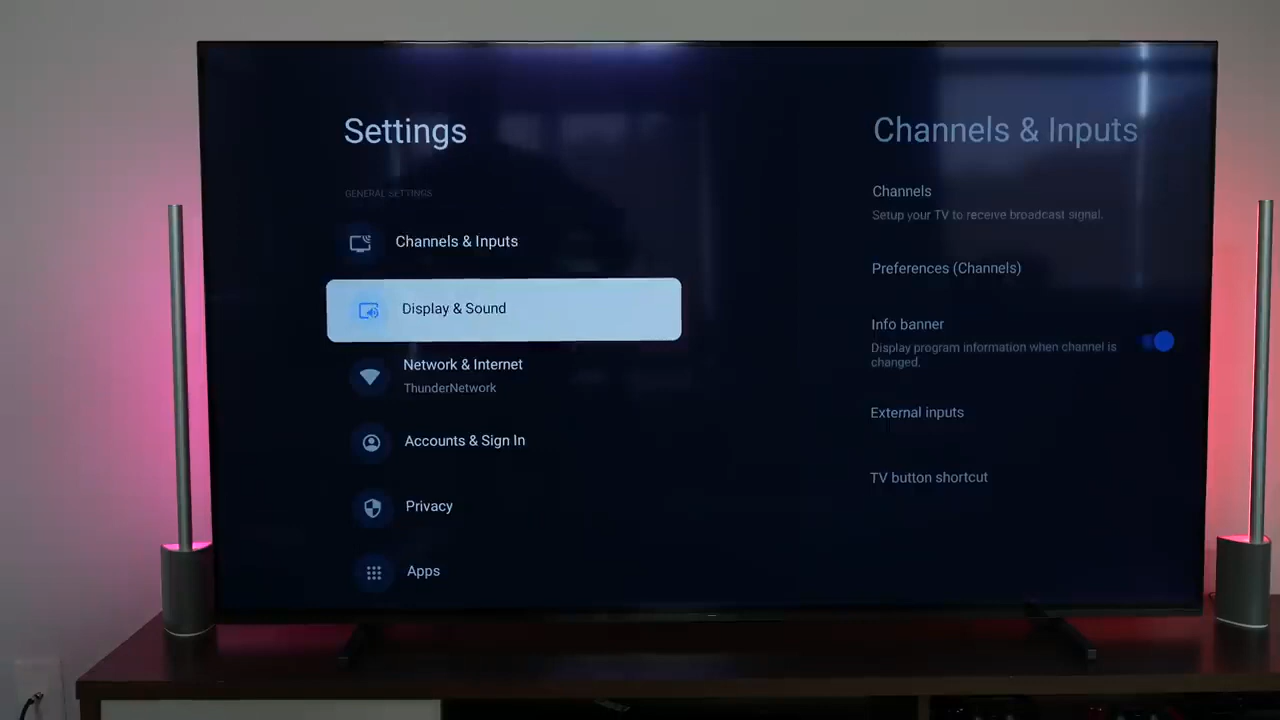 Settings
GENERAL SETTINGS
Channels & Inputs
Display & Sound
Network & Internet
ThunderNetwork
Accounts & Sign In
Privacy
Apps
Channels & Inputs
Channels
Setup your TV to receive broadcast signal.
Preferences (Channels)
Info banner
Display program information when channel is
changed.
External inputs
TV button shortcut